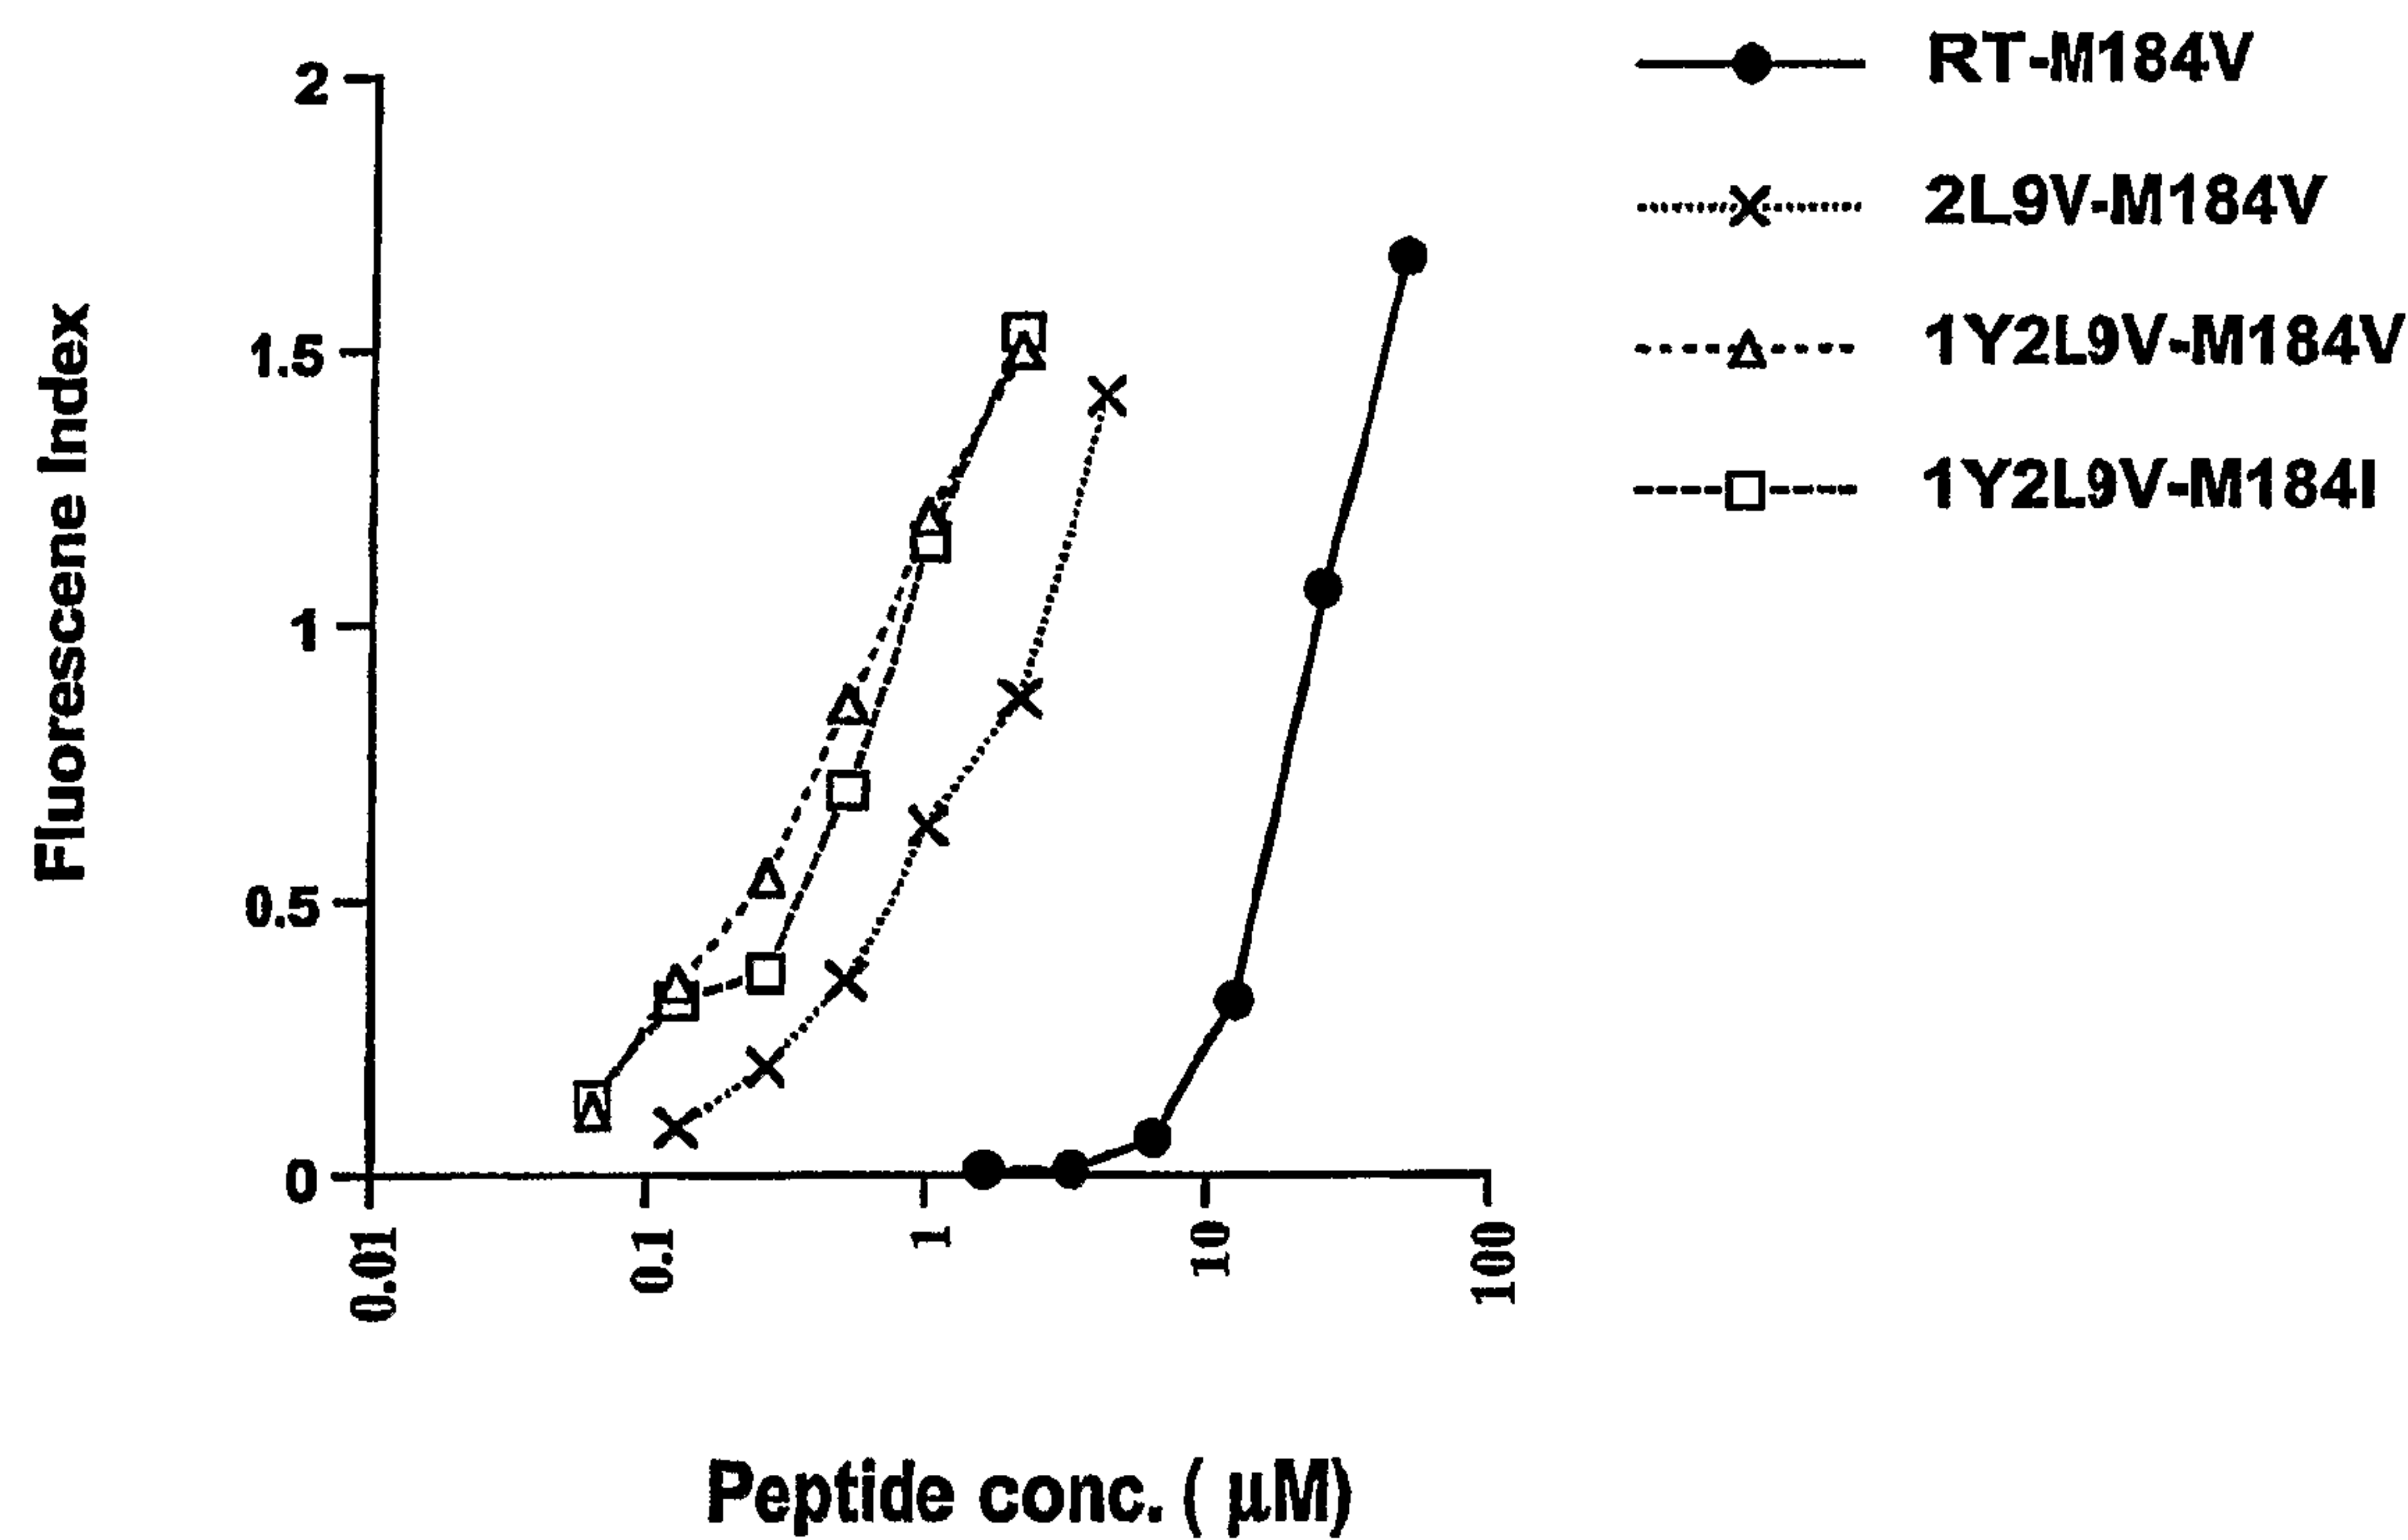 RT-M184V
2L9V-M184V
1Y2L9V-M184V
1Y2L9V-M184I
Fluorescene Index
2
1.5
1
0.5
0
0.01
0.1
1
10
100
Peptide conc. ( µM)